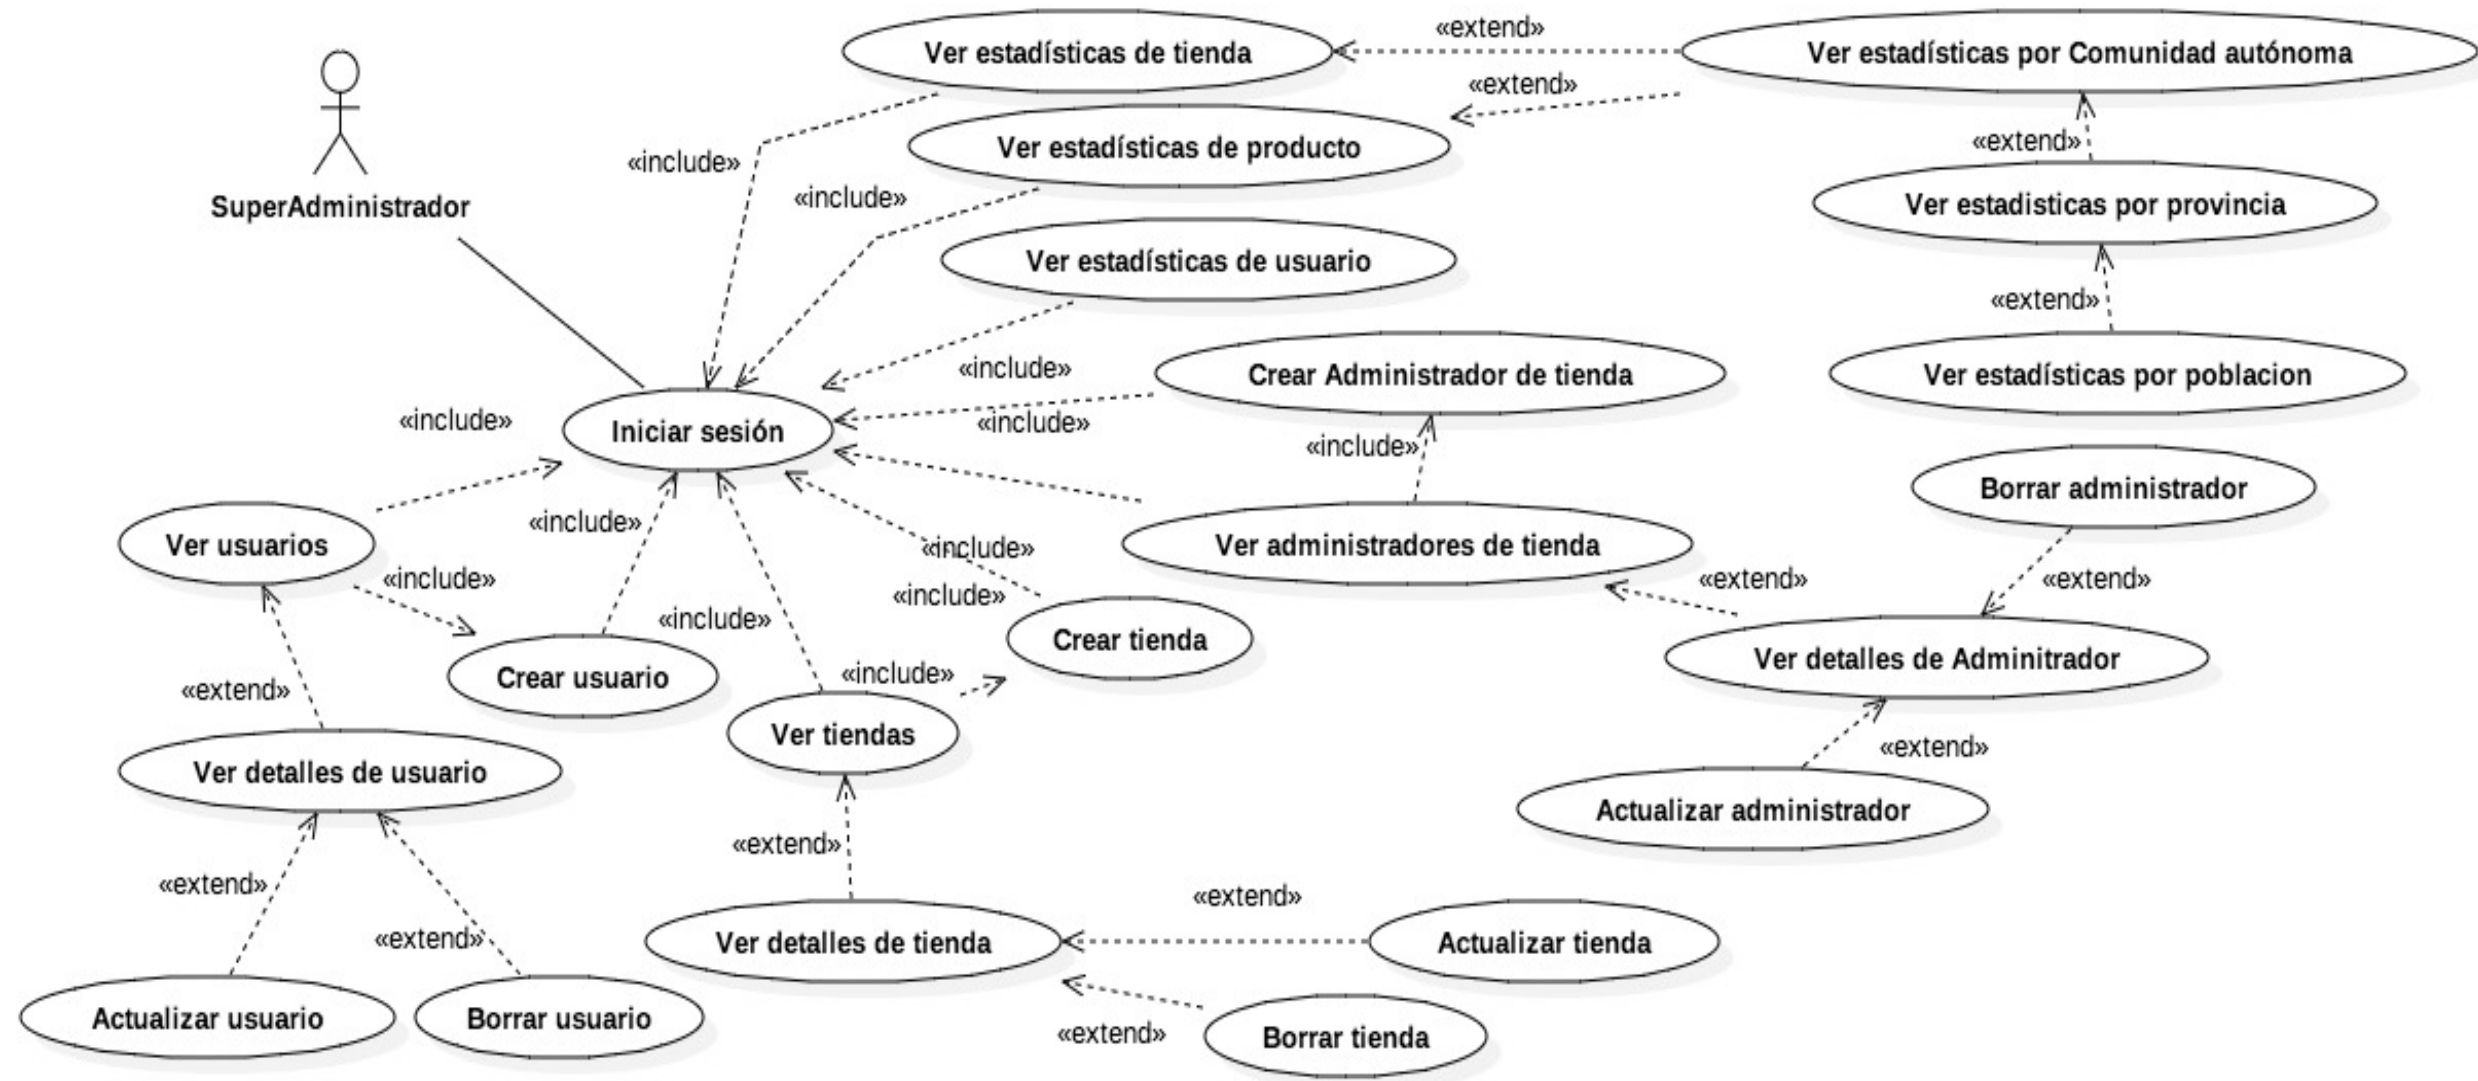 «extend»
Ver estadísticas de tienda
Ver estadísticas por Comunidad autónoma
«extend»
«include»
Ver estadísticas de producto
«extend»
«include»
SuperAdministrador
Ver estadisticas por provincia
Ver estadísticas de usuario
«extend»
«include»
Crear Administrador de tienda
Ver estadísticas por poblacion
«include»
«include»
Iniciar sesión
«include»
Borrar administrador
«include»
Ver usuarios
«include»
Ver administradores de tienda
«include»
«extend»
«extend»
«include»
«include»
Crear tienda
Ver detalles de Adminitrador
Crear usuario
«include»
«extend»
Ver tiendas
«extend»
Ver detalles de usuario
Actualizar administrador
«extend»
«extend»
«extend»
«extend»
Ver detalles de tienda
Actualizar tienda
Actualizar usuario
Borrar usuario
«extend»
Borrar tienda